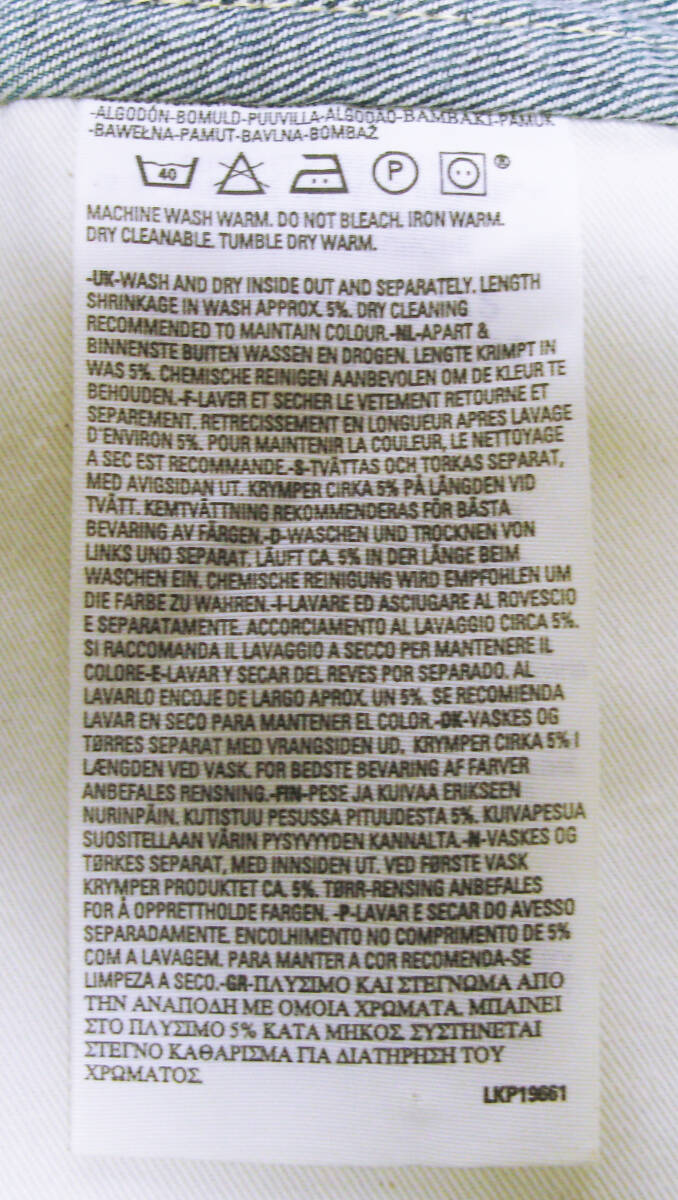 -ALGODÓN-BOMULD-PUUVILLA-ALGODAO-BAMBAKI-PAMUK
-BAWEŁNA-PAMUT-BAVLNA-BOMBAŽ
40 P ®
MACHINE WASH WARM. DO NOT BLEACH. IRON WARM.
DRY CLEANABLE. TUMBLE DRY WARM.
-UK-WASH AND DRY INSIDE OUT AND SEPARATELY. LENGTH
SHRINKAGE IN WASH APPROX. 5%. DRY CLEANING
RECOMMENDED TO MAINTAIN COLOUR.-NL-APART &
BINNENSTE BUITEN WASSEN EN DROGEN. LENGTE KRIMPT IN
WAS 5%. CHEMISCHE REINIGEN AANBEVOLEN OM DE KLEUR TE
BEHOUDEN.-F-LAVER ET SECHER LE VETEMENT RETOURNE ET
SEPAREMENT. RETRECISSEMENT EN LONGUEUR APRES LAVAGE
D'ENVIRON 5%. POUR MAINTENIR LA COULEUR, LE NETTOYAGE
A SEC EST RECOMMANDE.-S-TVÄTTAS OCH TORKAS SEPARAT,
MED AVIGSIDAN UT. KRYMPER CIRKA 5% PÅ LÄNGDEN VID
TVÄTT. KEMTVÄTTNING REKOMMENDERAS FÖR BÄSTA
BEVARING AV FÄRGEN.-D-WASCHEN UND TROCKNEN VON
LINKS UND SEPARAT. LÄUFT CA. 5% IN DER LÄNGE BEIM
WASCHEN EIN. CHEMISCHE REINIGUNG WIRD EMPFOHLEN UM
DIE FARBE ZU WAHREN.-I-LAVARE ED ASCIUGARE AL ROVESCIO
E SEPARATAMENTE. ACCORCIAMENTO AL LAVAGGIO CIRCA 5%.
SI RACCOMANDA IL LAVAGGIO A SECCO PER MANTENERE IL
COLORE-E-LAVAR Y SECAR DEL REVES POR SEPARADO. AL
LAVARLO ENCOJE DE LARGO APROX. UN 5%. SE RECOMIENDA
LAVAR EN SECO PARA MANTENER EL COLOR.-DK-VASKES OG
TØRRES SEPARAT MED VRANGSIDEN UD. KRYMPER CIRKA 5% I
LÆNGDEN VED VASK. FOR BEDSTE BEVARING AF FARVER
ANBEFALES RENSNING.-FIN-PESE JA KUIVAA ERIKSEEN
NURINPÄIN. KUTISTUU PESUSSA PITUUDESTA 5%. KUIVAPESUA
SUOSITELLAAN VÄRIN PYSYVYYDEN KANNALTA.-N-VASKES OG
TØRKES SEPARAT, MED INNSIDEN UT. VED FØRSTE VASK
KRYMPER PRODUKTET CA. 5%. TØRR-RENSING ANBEFALES
FOR Å OPPRETTHOLDE FARGEN. -P-LAVAR E SECAR DO AVESSO
SEPARADAMENTE. ENCOLHIMENTO NO COMPRIMENTO DE 5%
COM A LAVAGEM. PARA MANTER A COR RECOMENDA-SE
LIMPEZA A SECO.-GR-ΠΛΥΣΙΜΟ ΚΑΙ ΣΤΕΓΝΩΜΑ ΑΠΟ
ΤΗΝ ΑΝΑΠΟΔΗ ΜΕ ΟΜΟΙΑ ΧΡΩΜΑΤΑ. ΜΠΑΙΝΕΙ
ΣΤΟ ΠΛΥΣΙΜΟ 5% ΚΑΤΑ ΜΗΚΟΣ. ΣΥΣΤΗΝΕΤΑΙ
ΣΤΕΓΝΟ ΚΑΘΑΡΙΣΜΑ ΓΙΑ ΔΙΑΤΗΡΗΣΗ ΤΟΥ
ΧΡΩΜΑΤΟΣ
LKP19661